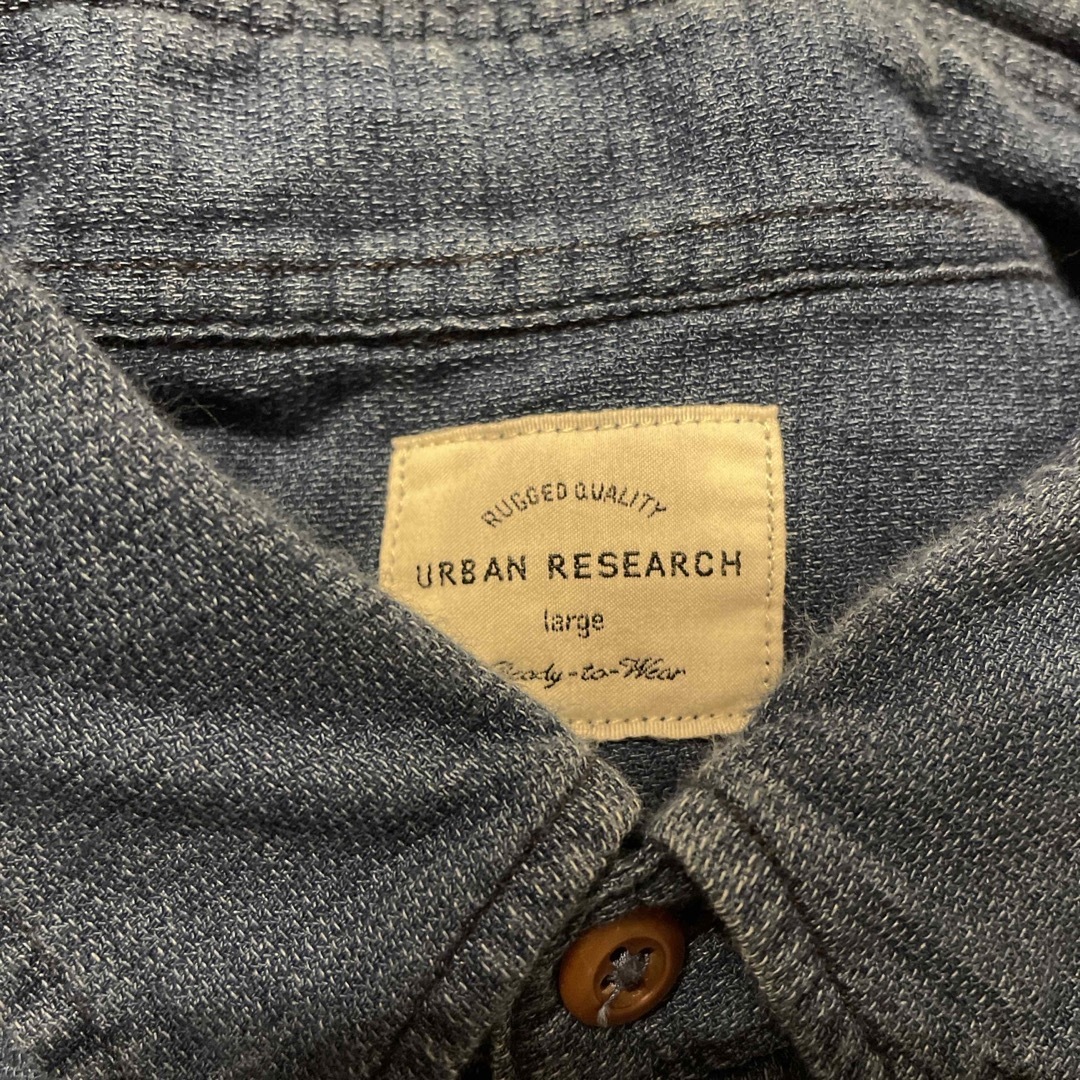 RUGGED QUALITY
URBAN RESEARCH
large
Ready-to-Wear